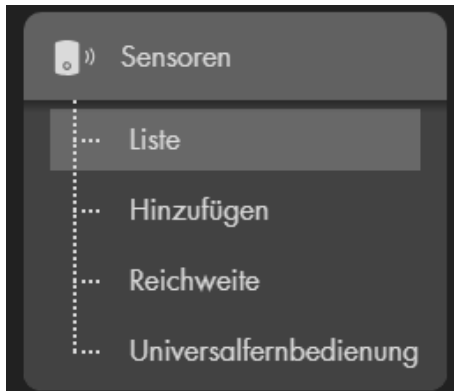 Sensoren
Liste
Hinzufügen
Reichweite
Universalfernbedienung